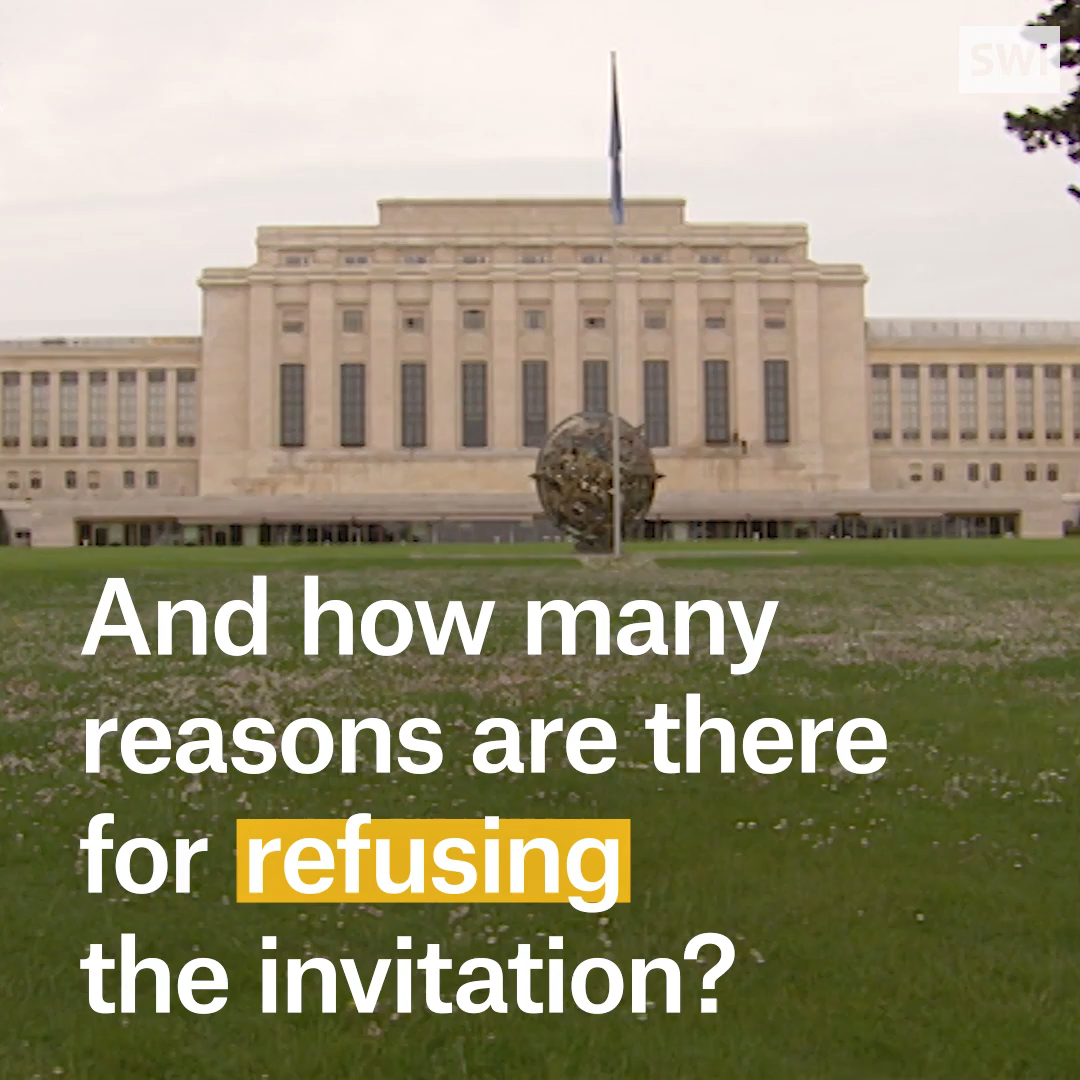 SWI
And how many
reasons are there
for refusing
the invitation?